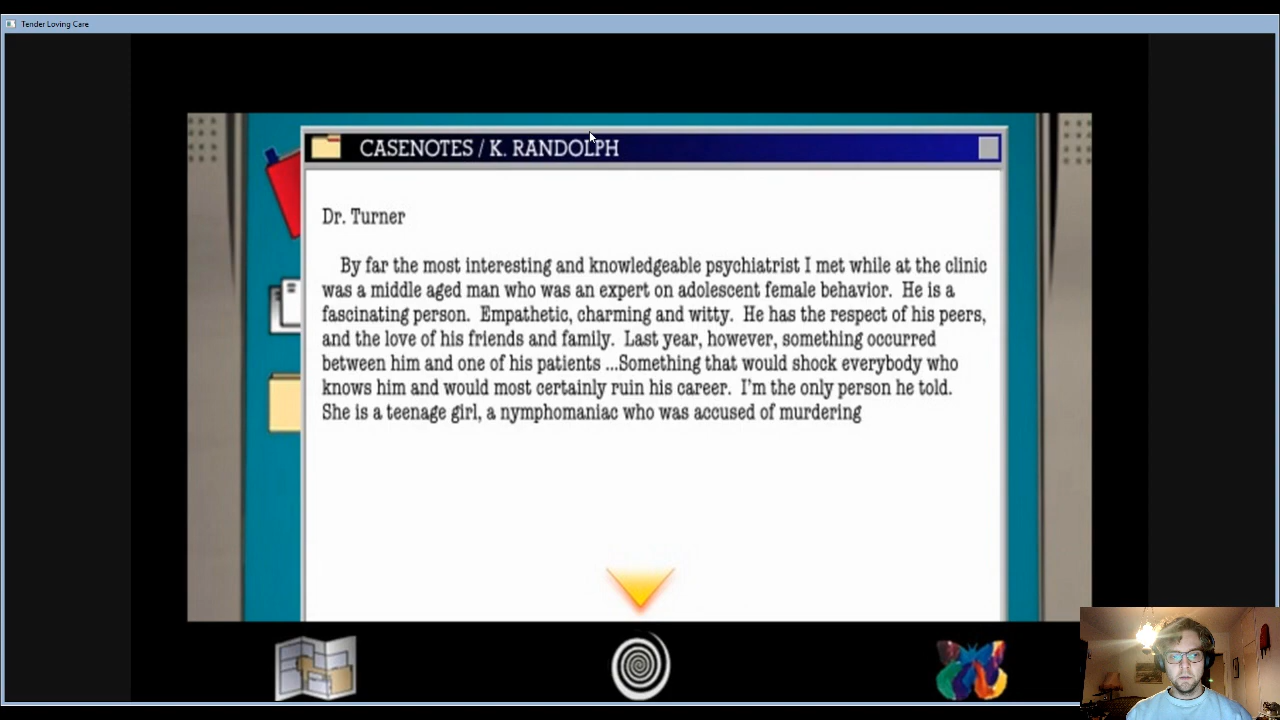 Tender Loving Care
CASENOTES / K. RANDOLPH
Dr. Turner
By far the most interesting and knowledgeable psychiatrist I met while at the clinic
was a middle aged man who was an expert on adolescent female behavior. He is a
fascinating person. Empathetic, charming and witty. He has the respect of his peers,
and the love of his friends and family. Last year, however, something occurred
between him and one of his patients ...Something that would shock everybody who
knows him and would most certainly ruin his career. I'm the only person he told.
She is a teenage girl, a nymphomaniac who was accused of murdering